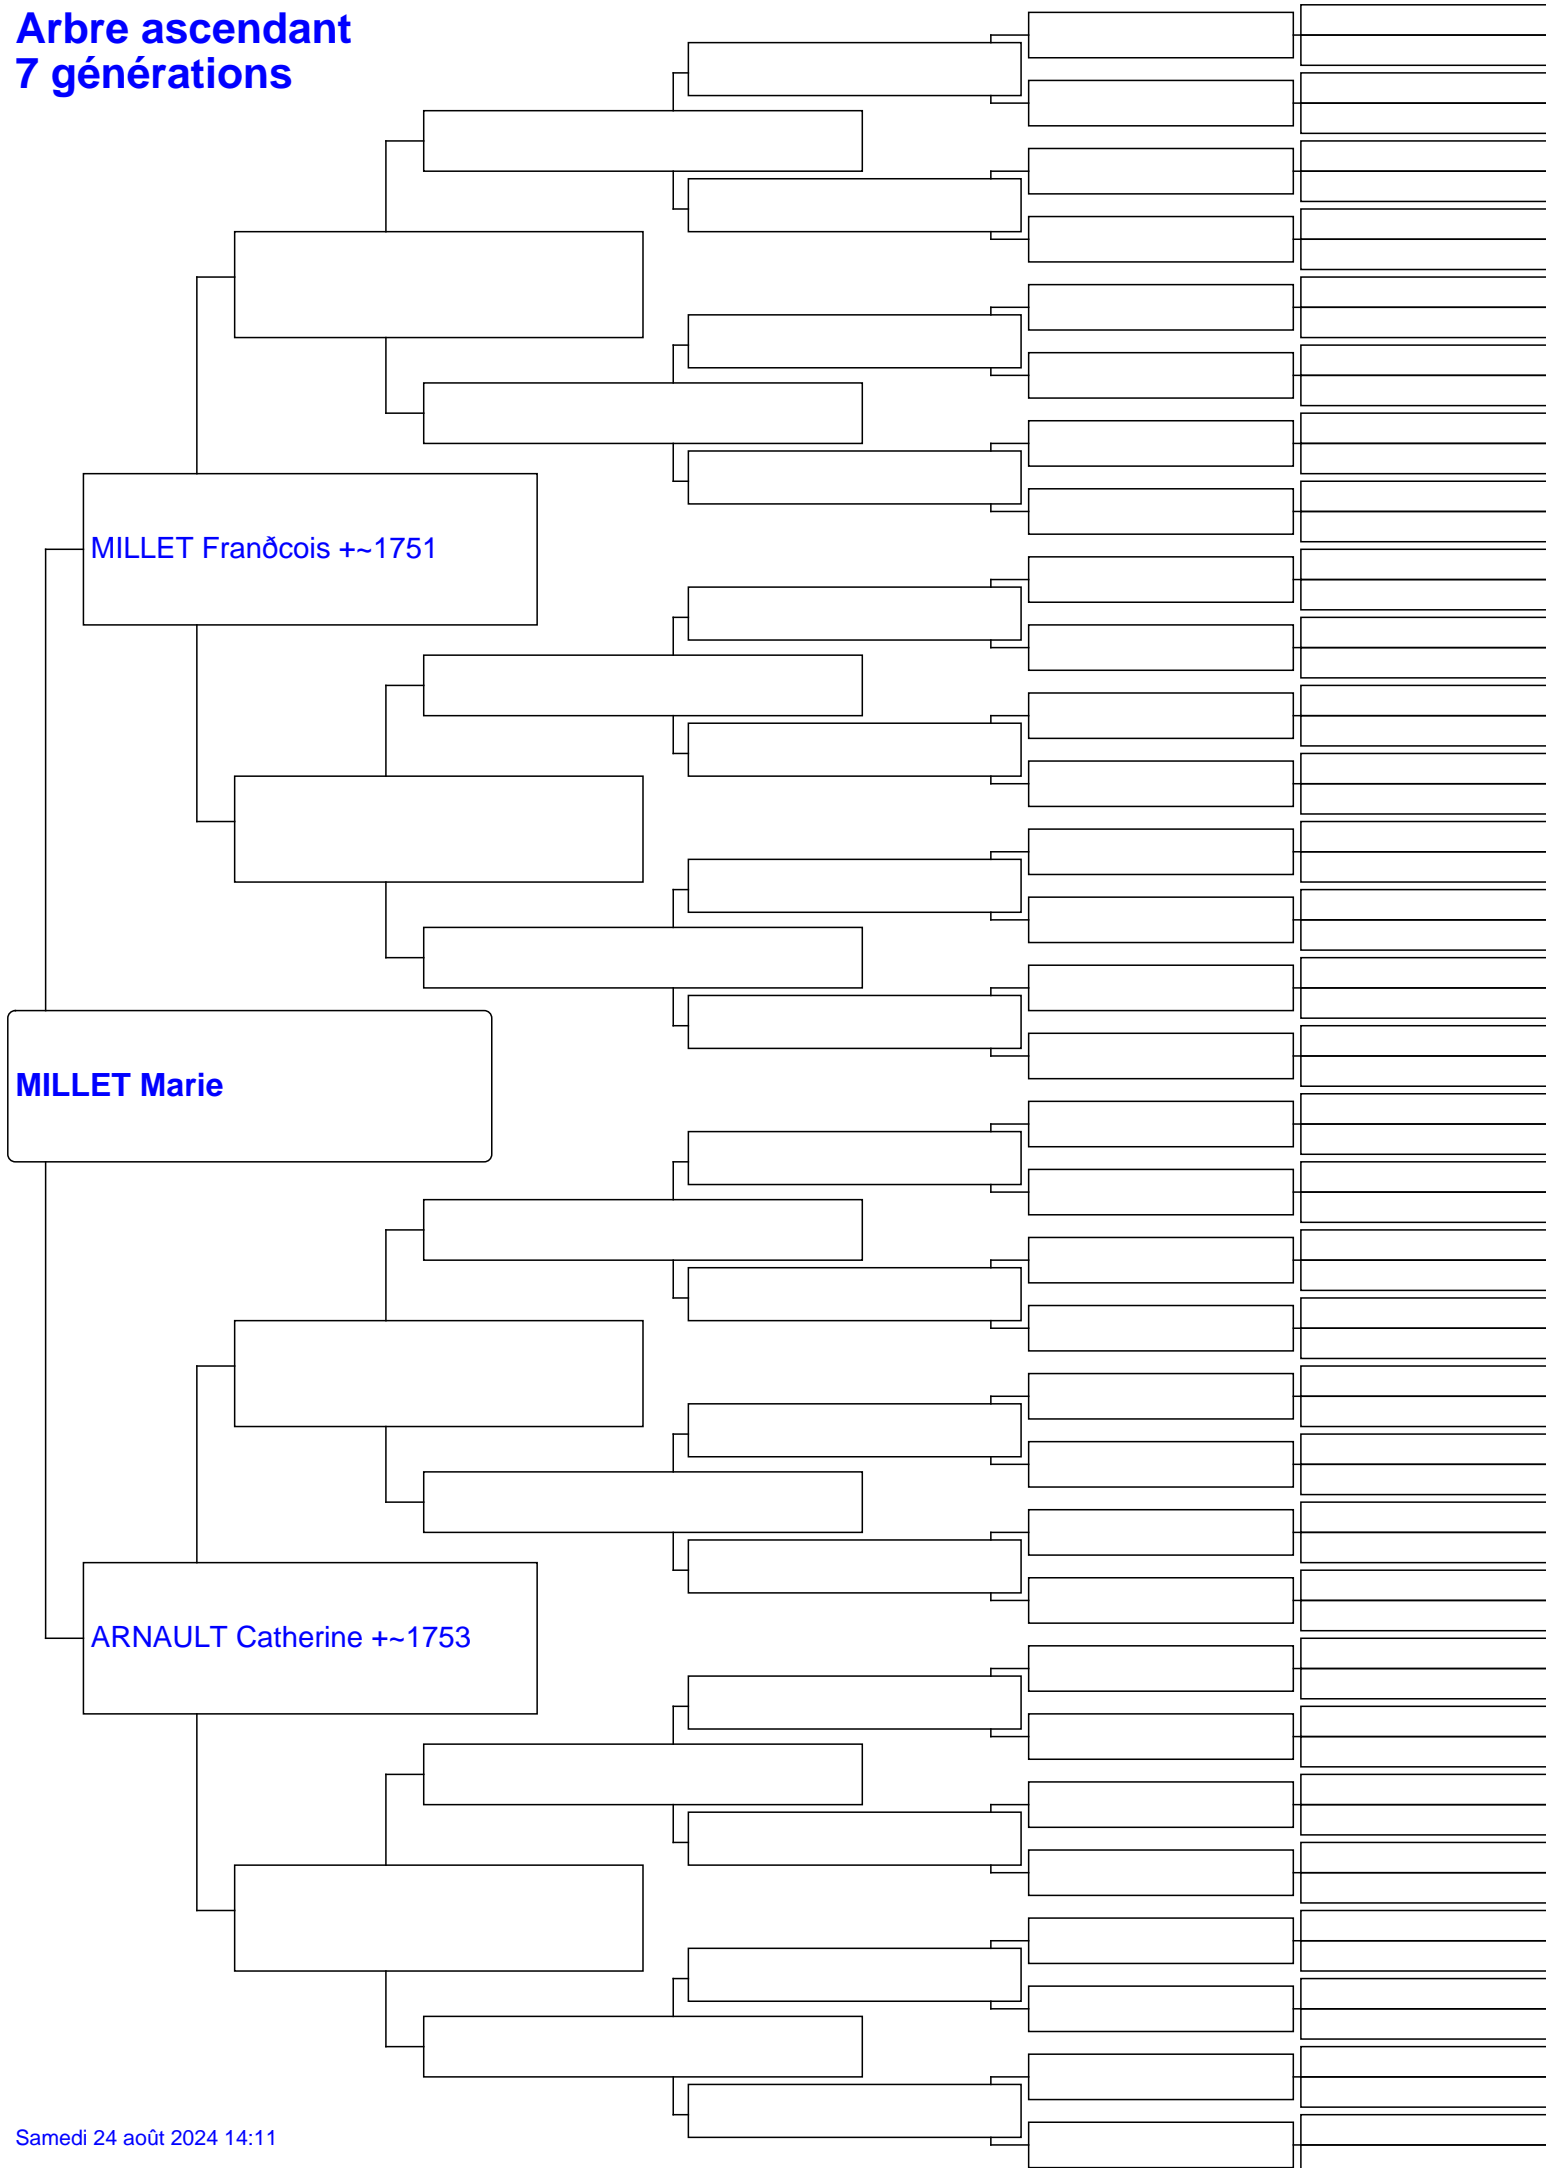 Arbre ascendant
7 générations
MILLET Franðcois +~1751
MILLET Marie
ARNAULT Catherine +~1753
Samedi 24 août 2024 14:11